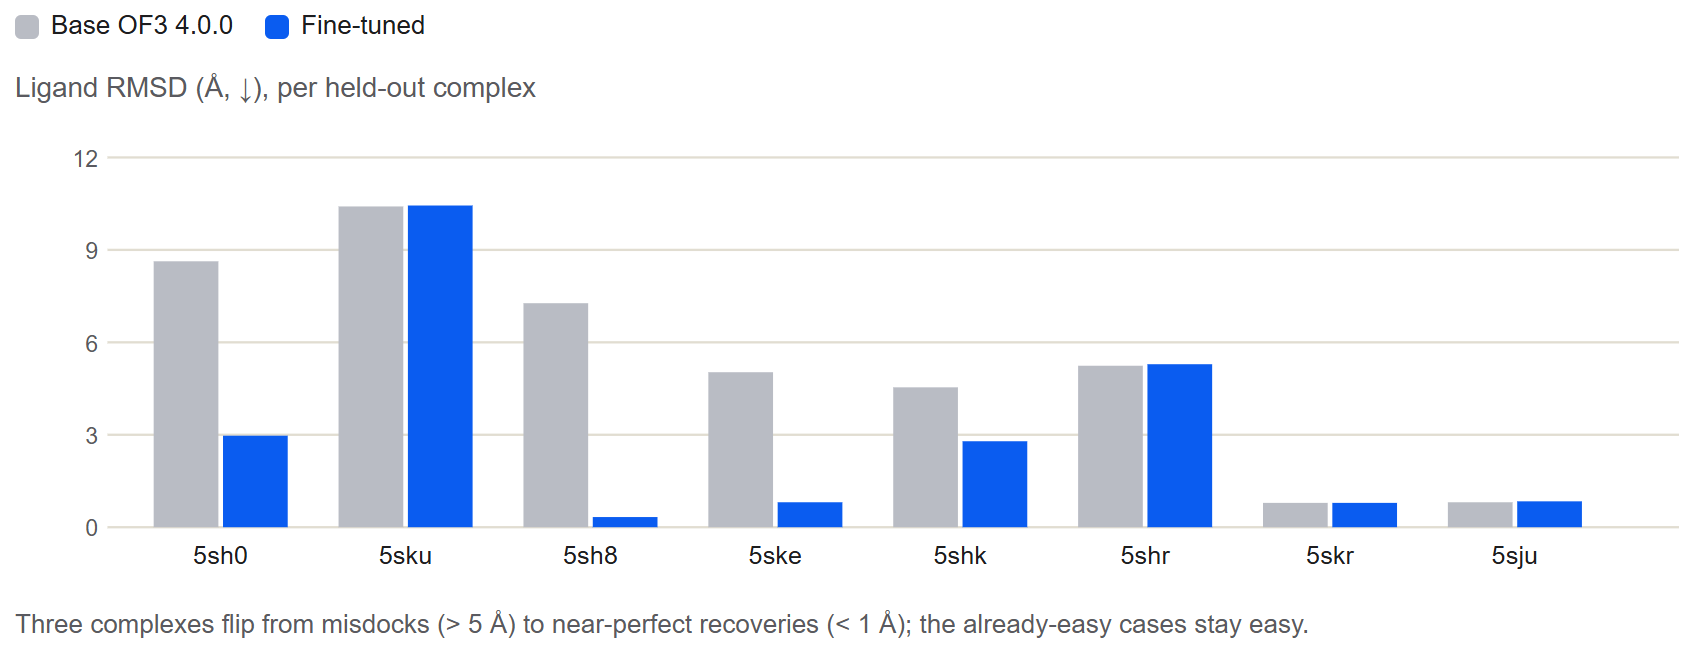 Base OF3 4.0.0 Fine-tuned
Ligand RMSD (Å, ↓), per held-out complex
12
9
6
3
0
5sh0 5sku 5sh8 5ske 5shk 5shr 5skr 5sju
Three complexes flip from misdocks (> 5 Å) to near-perfect recoveries (< 1 Å); the already-easy cases stay easy.